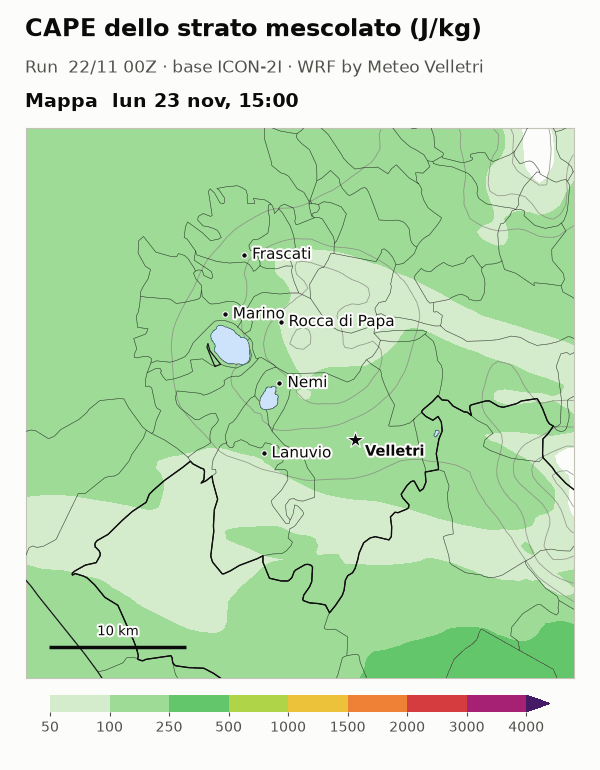 CAPE dello strato mescolato (J/kg)
Run  22/11 00Z · base ICON-2I · WRF by Meteo Velletri
Mappa  lun 23 nov, 15:00
Frascati
Marino
Rocca di Papa
Nemi
Velletri
Lanuvio
10 km
50 100 250 500 1000 1500 2000 3000 4000